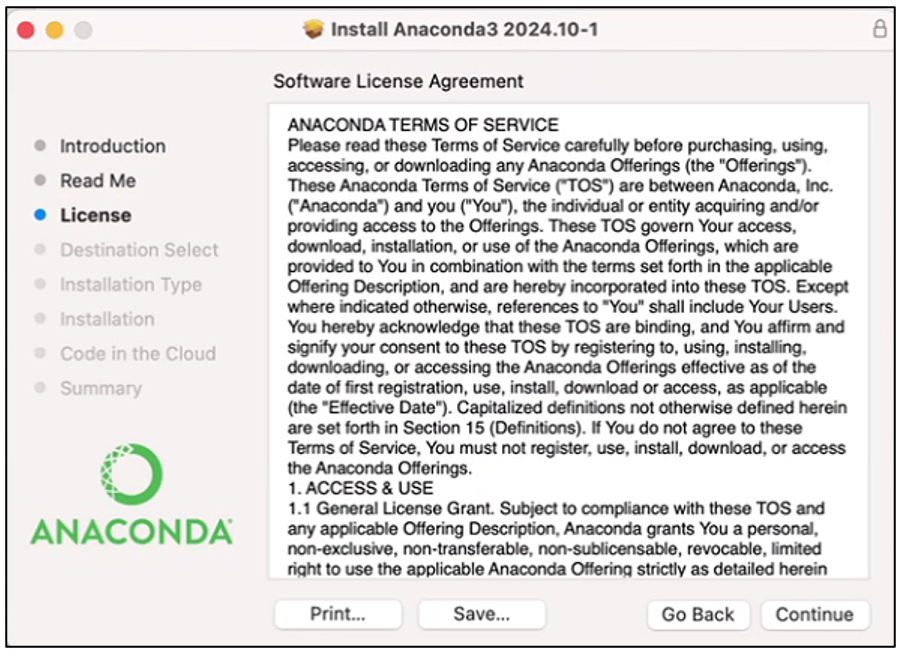 Install Anaconda3 2024.10-1
Software License Agreement
Introduction
Read Me
License
Destination Select
Installation Type
Installation
Code in the Cloud
Summary
ANACONDA
ANACONDA TERMS OF SERVICE
Please read these Terms of Service carefully before purchasing, using,
accessing, or downloading any Anaconda Offerings (the "Offerings").
These Anaconda Terms of Service ("TOS") are between Anaconda, Inc.
("Anaconda") and you ("You"), the individual or entity acquiring and/or
providing access to the Offerings. These TOS govern Your access,
download, installation, or use of the Anaconda Offerings, which are
provided to You in combination with the terms set forth in the applicable
Offering Description, and are hereby incorporated into these TOS. Except
where indicated otherwise, references to "You" shall include Your Users.
You hereby acknowledge that these TOS are binding, and You affirm and
signify your consent to these TOS by registering to, using, installing,
downloading, or accessing the Anaconda Offerings effective as of the
date of first registration, use, install, download or access, as applicable
(the "Effective Date"). Capitalized definitions not otherwise defined herein
are set forth in Section 15 (Definitions). If You do not agree to these
Terms of Service, You must not register, use, install, download, or access
the Anaconda Offerings.
1. ACCESS & USE
1.1 General License Grant. Subject to compliance with these TOS and
any applicable Offering Description, Anaconda grants You a personal,
non-exclusive, non-transferable, non-sublicensable, revocable, limited
right to use the applicable Anaconda Offering strictly as detailed herein
Print...
Save...
Go Back
Continue